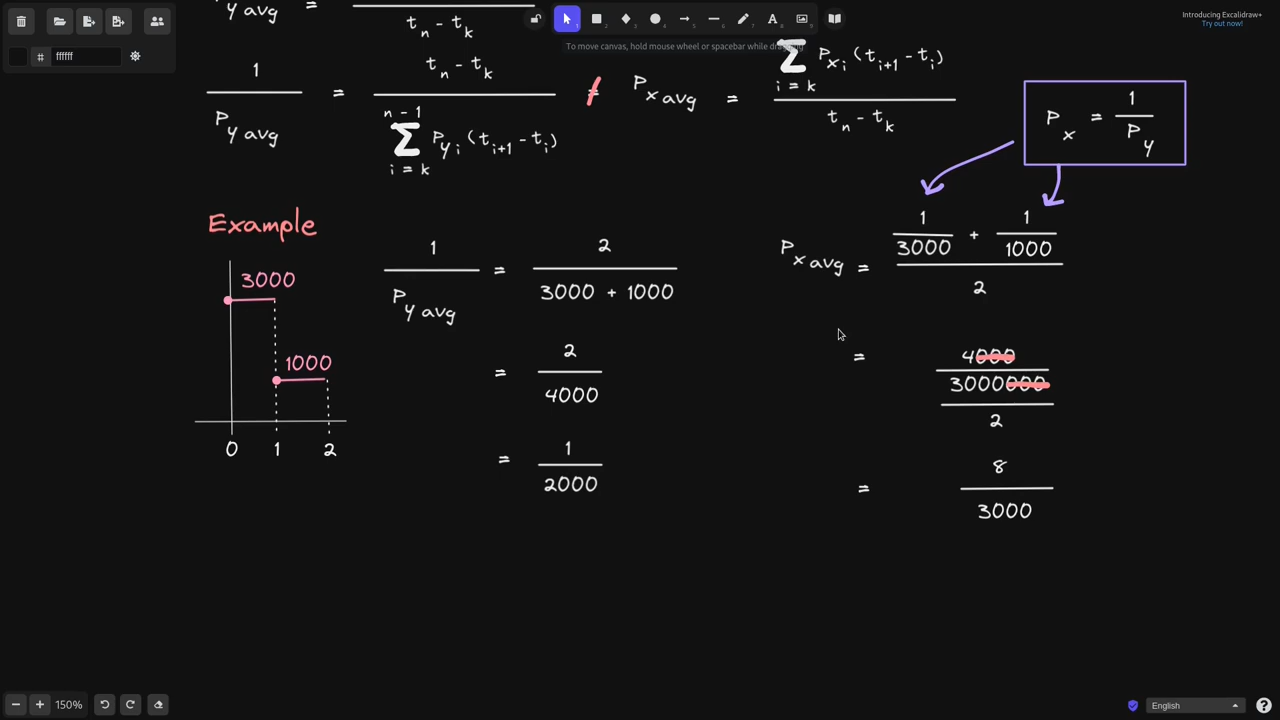 Introducing Excalidraw+
Try out now!
# ffffff
To move canvas, hold mouse wheel or spacebar while dragging
P y avg =
t n - t k
1 / P y avg = t n - t k / n - 1 Σ i = k P y i (t i+1 - t i) = P x avg = Σ i = k P x i (t i+1 - t i) / t n - t k
P x = 1 / P y
Example
3000
1000
0 1 2
1 / P y avg = 2 / 3000 + 1000
= 2 / 4000
= 1 / 2000
P x avg = 1 / 3000 + 1 / 1000 / 2
= 4000 / 3000000 / 2
= 8 / 3000
150%
English